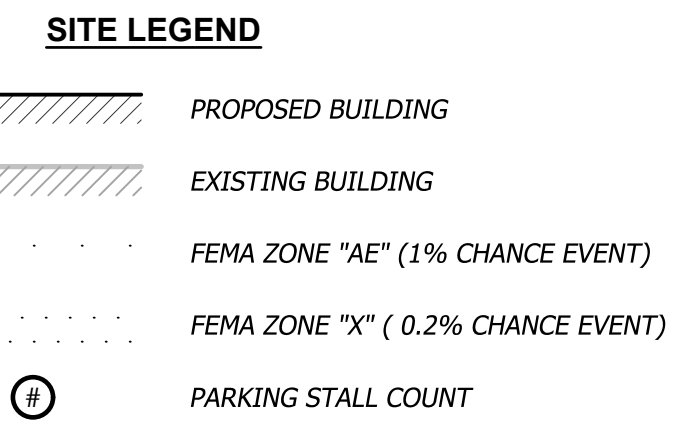 SITE LEGEND
PROPOSED BUILDING
EXISTING BUILDING
FEMA ZONE "AE" (1% CHANCE EVENT)
FEMA ZONE "X" ( 0.2% CHANCE EVENT)
# PARKING STALL COUNT